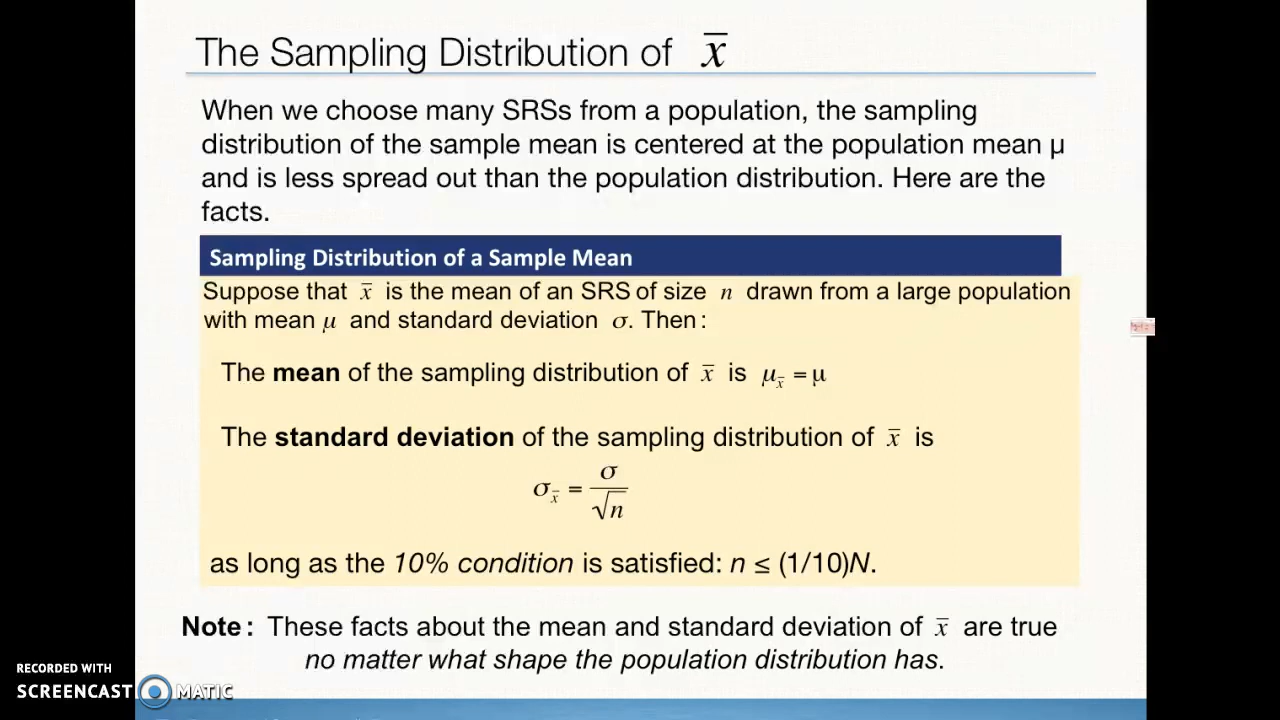 The Sampling Distribution of x̅
When we choose many SRSs from a population, the sampling
distribution of the sample mean is centered at the population mean µ
and is less spread out than the population distribution. Here are the
facts.
Sampling Distribution of a Sample Mean
Suppose that x̅ is the mean of an SRS of size n drawn from a large population
with mean μ and standard deviation σ. Then:
The mean of the sampling distribution of x̅ is μ_x̅ = μ
The standard deviation of the sampling distribution of x̅ is
σ_x̅ = σ/√n
as long as the 10% condition is satisfied: n ≤ (1/10)N.
Note: These facts about the mean and standard deviation of x̅ are true
no matter what shape the population distribution has.
RECORDED WITH
SCREENCAST MATIC